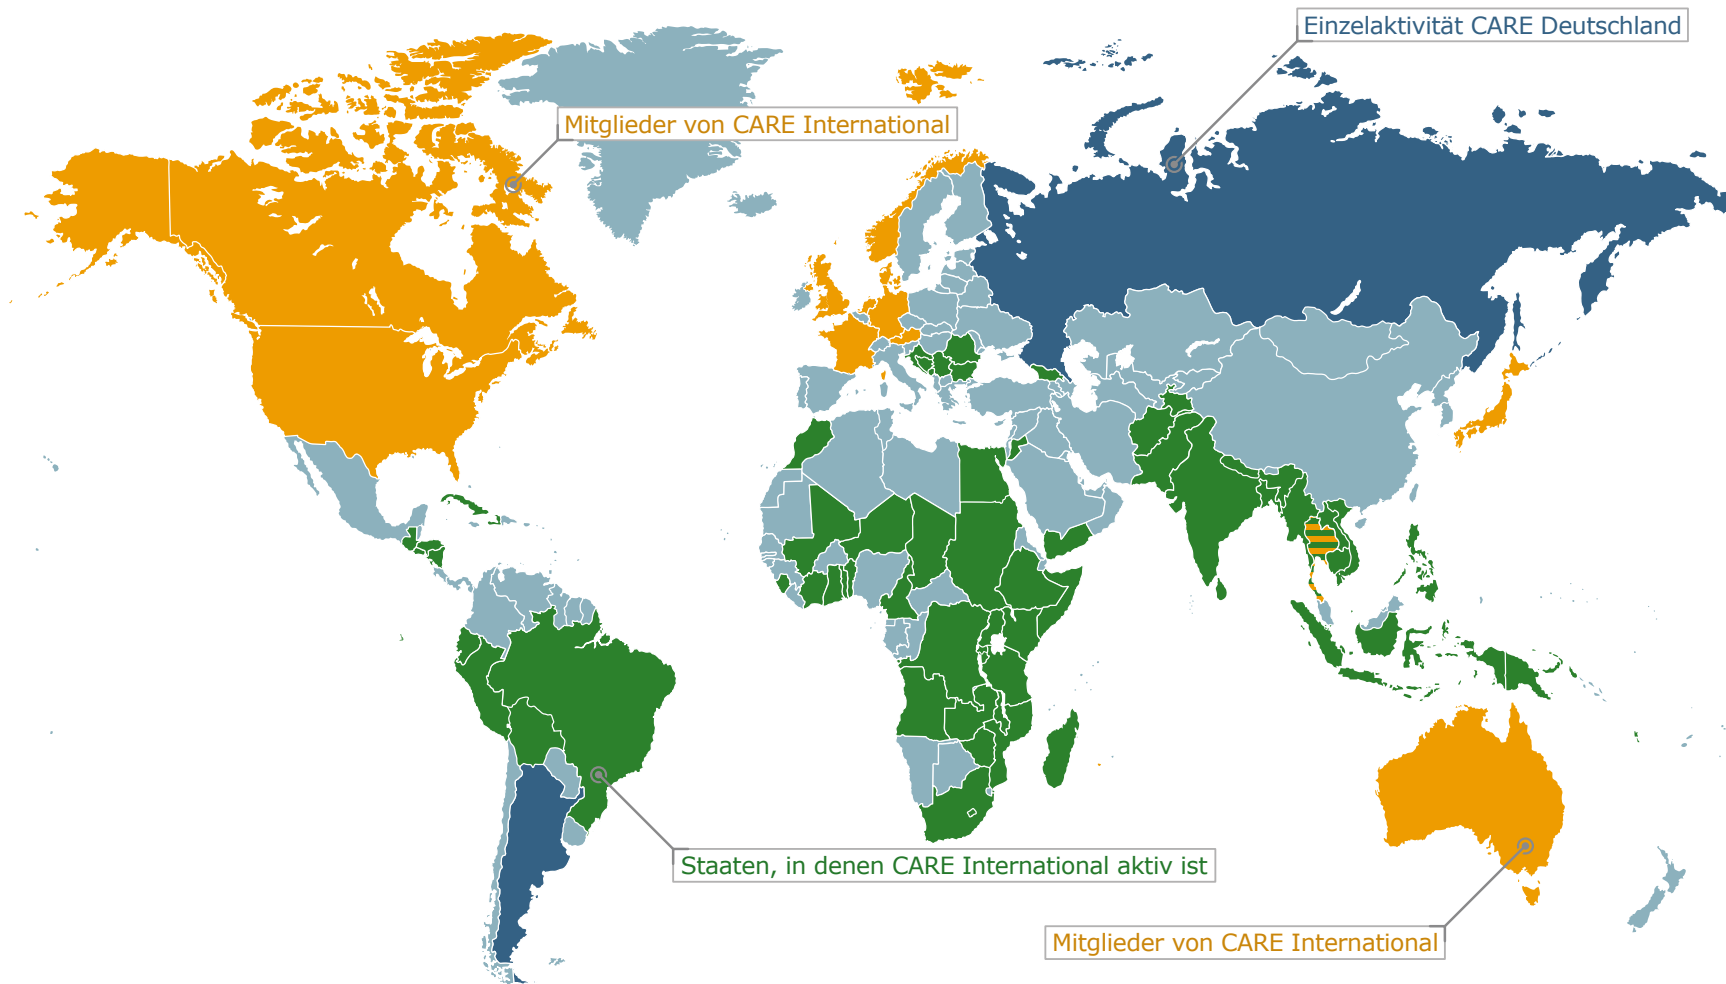 Einzelaktivität CARE Deutschland
Mitglieder von CARE International
Staaten, in denen CARE International aktiv ist
Mitglieder von CARE International